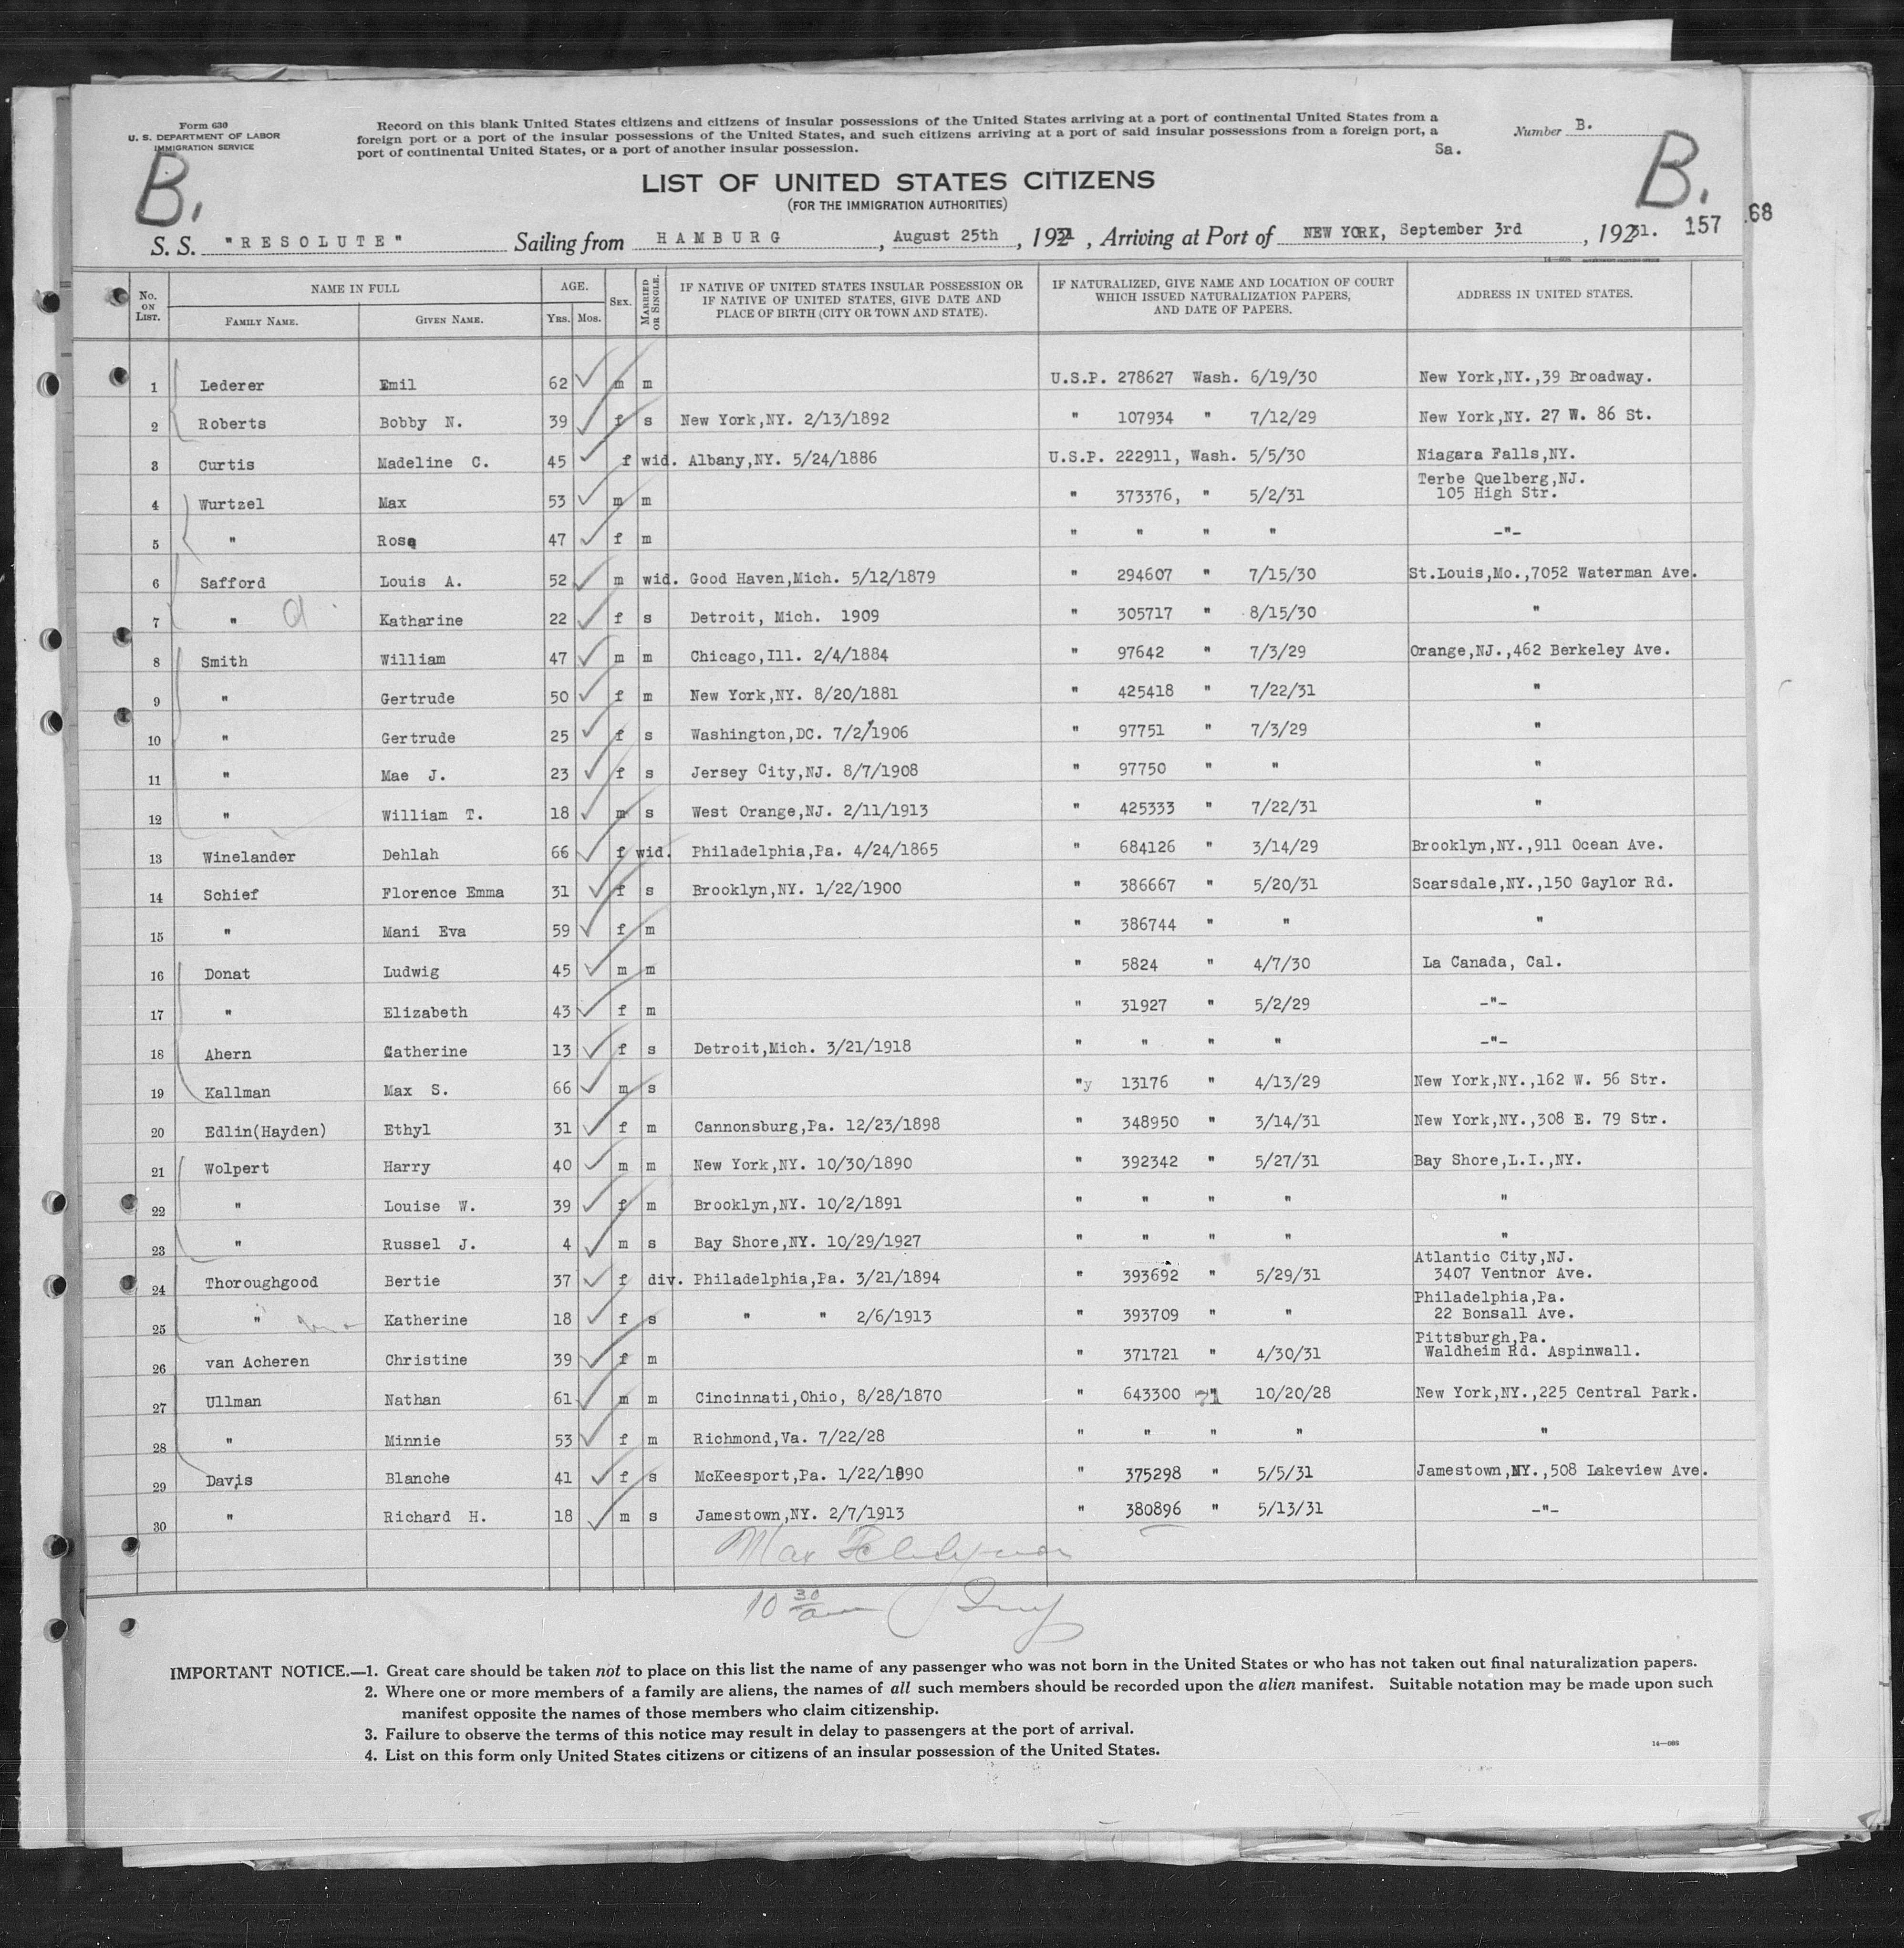 Form 630
U. S. DEPARTMENT OF LABOR
IMMIGRATION SERVICE
Record on this blank United States citizens and citizens of insular possessions of the United States arriving at a port of continental United States from a
foreign port or a port of the insular possessions of the United States, and such citizens arriving at a port of said insular possessions from a foreign port, a
port of continental United States, or a port of another insular possession.
Number B.
Sa.
B.
B.
LIST OF UNITED STATES CITIZENS
(FOR THE IMMIGRATION AUTHORITIES)
68
S. S. "RESOLUTE" Sailing from HAMBURG, August 25th, 1931, Arriving at Port of NEW YORK, September 3rd, 1931. 157
No. ON LIST. NAME IN FULL FAMILY NAME. GIVEN NAME. AGE. YRS. MOS. SEX. MARRIED OR SINGLE. IF NATIVE OF UNITED STATES INSULAR POSSESSION OR IF NATIVE OF UNITED STATES, GIVE DATE AND PLACE OF BIRTH (CITY OR TOWN AND STATE). IF NATURALIZED, GIVE NAME AND LOCATION OF COURT WHICH ISSUED NATURALIZATION PAPERS, AND DATE OF PAPERS. ADDRESS IN UNITED STATES.
1 Lederer Emil 62 m m U.S.P. 278627 Wash. 6/19/30 New York,NY.,39 Broadway.
2 Roberts Bobby N. 39 f s New York,NY. 2/13/1892 " 107934 " 7/12/29 New York,NY. 27 W. 86 St.
3 Curtis Madeline C. 45 f wid. Albany,NY. 5/24/1886 U.S.P. 222911, Wash. 5/5/30 Niagara Falls,NY.
4 Wurtzel Max 53 m m " 373376, " 5/2/31 Terbe Quelberg,NJ. 105 High Str.
5 " Rose 47 f m " " " " -"-
6 Safford Louis A. 52 m wid. Good Haven,Mich. 5/12/1879 " 294607 " 7/15/30 St.Louis,Mo.,7052 Waterman Ave.
7 " Katharine 22 f s Detroit, Mich. 1909 " 305717 " 8/15/30 "
8 Smith William 47 m m Chicago,Ill. 2/4/1884 " 97642 " 7/3/29 Orange,NJ.,462 Berkeley Ave.
9 " Gertrude 50 f m New York,NY. 8/20/1881 " 425418 " 7/22/31 "
10 " Gertrude 25 f s Washington,DC. 7/2/1906 " 97751 " 7/3/29 "
11 " Mae J. 23 f s Jersey City,NJ. 8/7/1908 " 97750 " " "
12 " William T. 18 m s West Orange,NJ. 2/11/1913 " 425333 " 7/22/31 "
13 Winelander Dehlah 66 f wid. Philadelphia,Pa. 4/24/1865 " 684126 " 3/14/29 Brooklyn,NY.,911 Ocean Ave.
14 Schief Florence Emma 31 f s Brooklyn,NY. 1/22/1900 " 386667 " 5/20/31 Scarsdale,NY.,150 Gaylor Rd.
15 " Mani Eva 59 f m " 386744 " " "
16 Donat Ludwig 45 m m " 5824 " 4/7/30 La Canada, Cal.
17 " Elizabeth 43 f m " 31927 " 5/2/29 -"-
18 Ahern Catherine 13 f s Detroit,Mich. 3/21/1918 " " " " -"-
19 Kallman Max S. 66 m s "y 13176 " 4/13/29 New York,NY.,162 W. 56 Str.
20 Edlin(Hayden) Ethyl 31 f m Cannonsburg,Pa. 12/23/1898 " 348950 " 3/14/31 New York,NY.,308 E. 79 Str.
21 Wolpert Harry 40 m m New York,NY. 10/30/1890 " 392342 " 5/27/31 Bay Shore,L.I.,NY.
22 " Louise W. 39 f m Brooklyn,NY. 10/2/1891 " " " " "
23 " Russel J. 4 m s Bay Shore,NY. 10/29/1927 " " " " "
24 Thoroughgood Bertie 37 f div. Philadelphia,Pa. 3/21/1894 " 393692 " 5/29/31 Atlantic City,NJ. 3407 Ventnor Ave.
25 " Katherine 18 f s " " 2/6/1913 " 393709 " " Philadelphia,Pa. 22 Bonsall Ave.
26 van Acheren Christine 39 f m " 371721 " 4/30/31 Pittsburgh,Pa. Waldheim Rd. Aspinwall.
27 Ullman Nathan 61 m m Cincinnati,Ohio, 8/28/1870 " 643300 " 10/20/28 New York,NY.,225 Central Park.
28 " Minnie 53 f m Richmond,Va. 7/22/28 " " " " "
29 Davis Blanche 41 f s McKeesport,Pa. 1/22/1890 " 375298 " 5/5/31 Jamestown,NY.,508 Lakeview Ave.
30 " Richard H. 18 m s Jamestown,NY. 2/7/1913 " 380896 " 5/13/31 -"-
Max
10 30
IMPORTANT NOTICE.—1. Great care should be taken not to place on this list the name of any passenger who was not born in the United States or who has not taken out final naturalization papers.
2. Where one or more members of a family are aliens, the names of all such members should be recorded upon the alien manifest. Suitable notation may be made upon such
manifest opposite the names of those members who claim citizenship.
3. Failure to observe the terms of this notice may result in delay to passengers at the port of arrival.
4. List on this form only United States citizens or citizens of an insular possession of the United States.